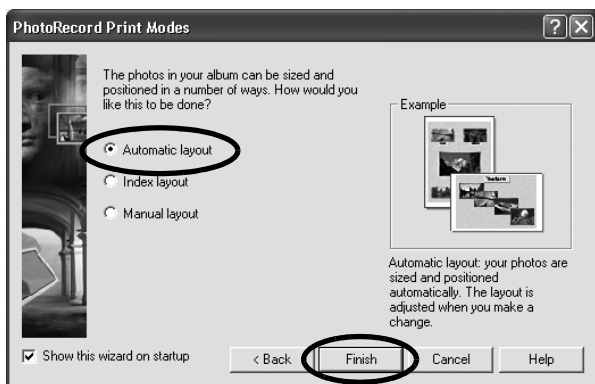 PhotoRecord Print Modes
The photos in your album can be sized and
positioned in a number of ways. How would you
like this to be done?
Automatic layout
Index layout
Manual layout
Example
Automatic layout: your photos are
sized and positioned
automatically. The layout is
adjusted when you make a
change.
Show this wizard on startup
< Back
Finish
Cancel
Help